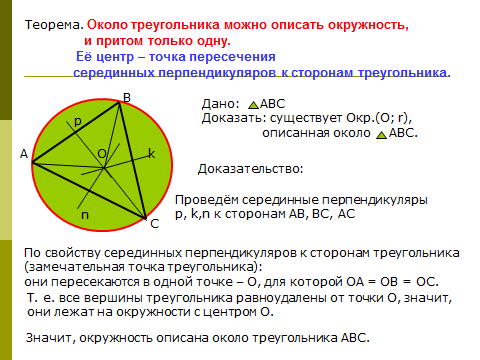 Теорема. Около треугольника можно описать окружность,
и притом только одну.
Её центр – точка пересечения
серединных перпендикуляров к сторонам треугольника.
B
Дано: ABC
p
Доказать: существует Окр.(O; r),
описанная около ABC.
A
O
k
Доказательство:
Проведём серединные перпендикуляры
p, k,n к сторонам AB, BC, AC
n
C
По свойству серединных перпендикуляров к сторонам треугольника
(замечательная точка треугольника):
они пересекаются в одной точке – O, для которой OA = OB = OC.
Т. е. все вершины треугольника равноудалены от точки O, значит,
они лежат на окружности с центром O.
Значит, окружность описана около треугольника ABC.